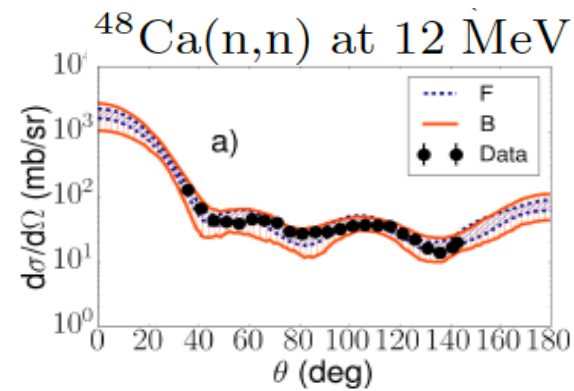 ⁴⁸Ca(n,n) at 12 MeV
10⁴
10³
10²
10¹
10⁰
dσ/dΩ (mb/sr)
a)
F
B
Data
0 20 40 60 80 100 120 140 160 180
θ (deg)